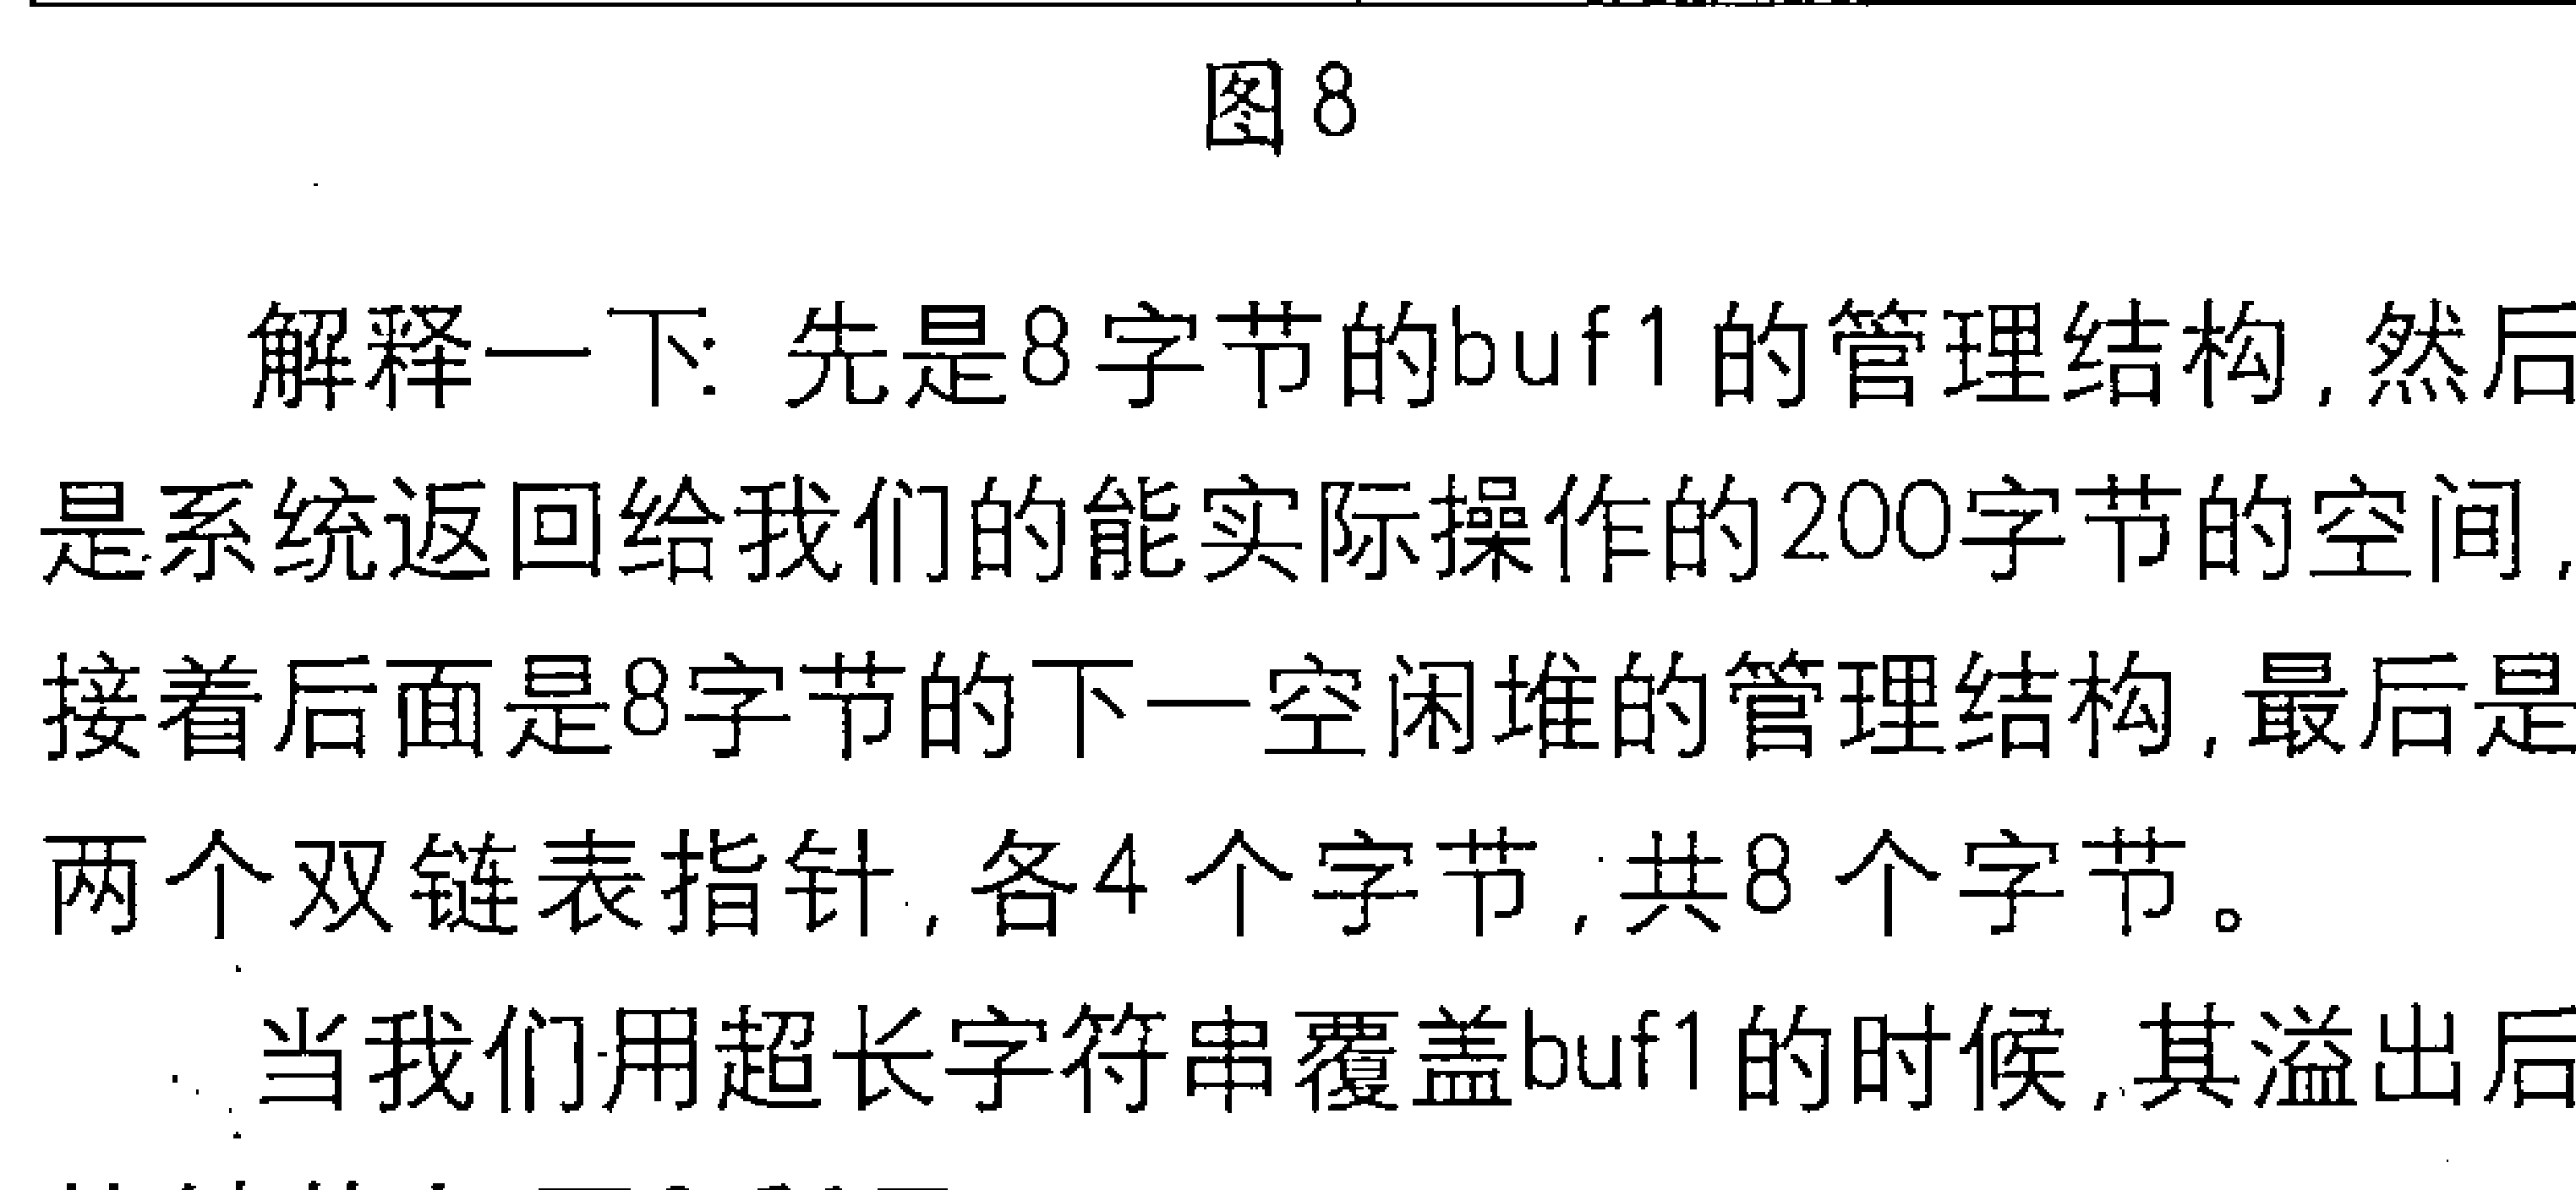 图8
解释一下: 先是8字节的buf1的管理结构,然后
是系统返回给我们的能实际操作的200字节的空间,
接着后面是8字节的下一空闲堆的管理结构,最后是
两个双链表指针,各4个字节,共8个字节。
当我们用超长字符串覆盖buf1的时候,其溢出后